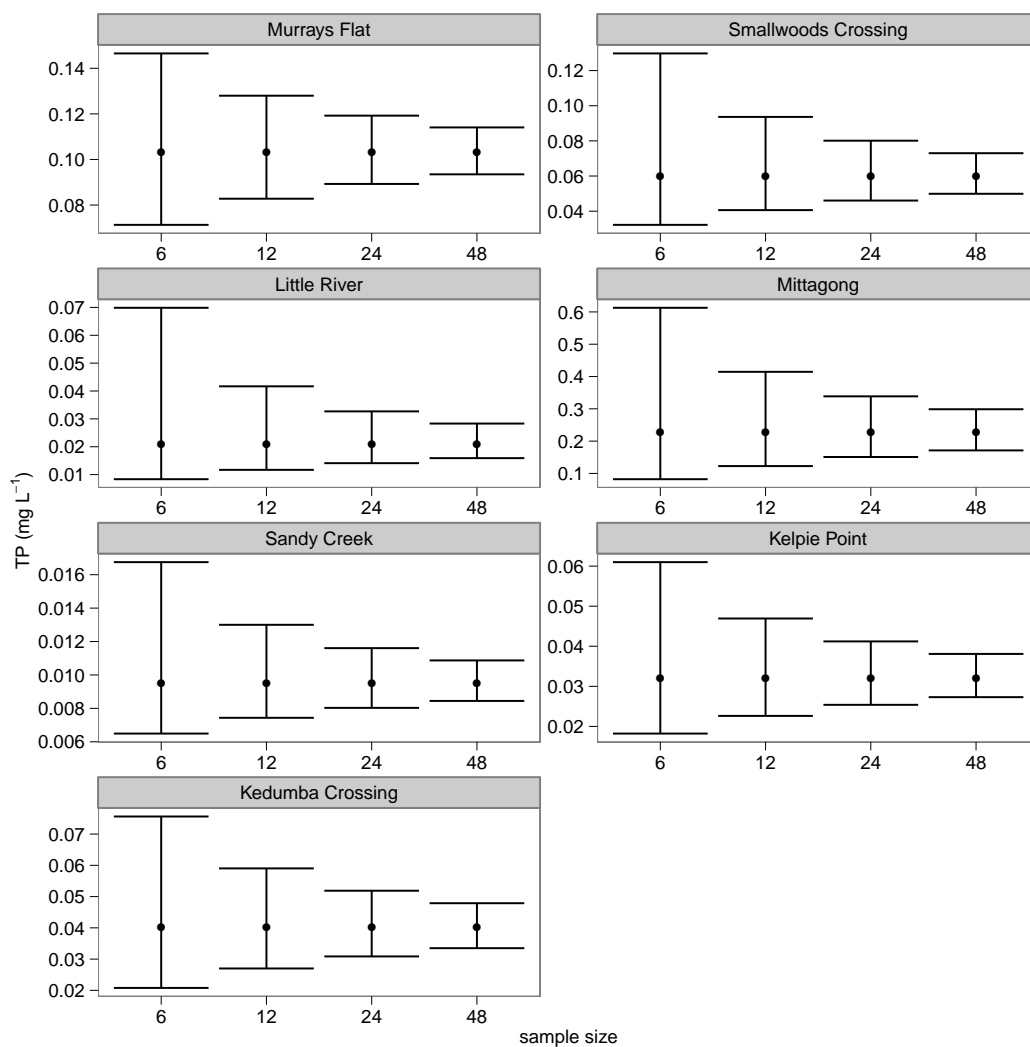 Murrays Flat
0.14
0.12
0.10
0.08
6 12 24 48
Smallwoods Crossing
0.12
0.10
0.08
0.06
0.04
6 12 24 48
Little River
0.07
0.06
0.05
0.04
0.03
0.02
0.01
6 12 24 48
Mittagong
0.6
0.5
0.4
0.3
0.2
0.1
6 12 24 48
Sandy Creek
0.016
0.014
0.012
0.010
0.008
0.006
6 12 24 48
Kelpie Point
0.06
0.05
0.04
0.03
0.02
6 12 24 48
Kedumba Crossing
0.07
0.06
0.05
0.04
0.03
0.02
6 12 24 48
TP (mg L⁻¹)
sample size